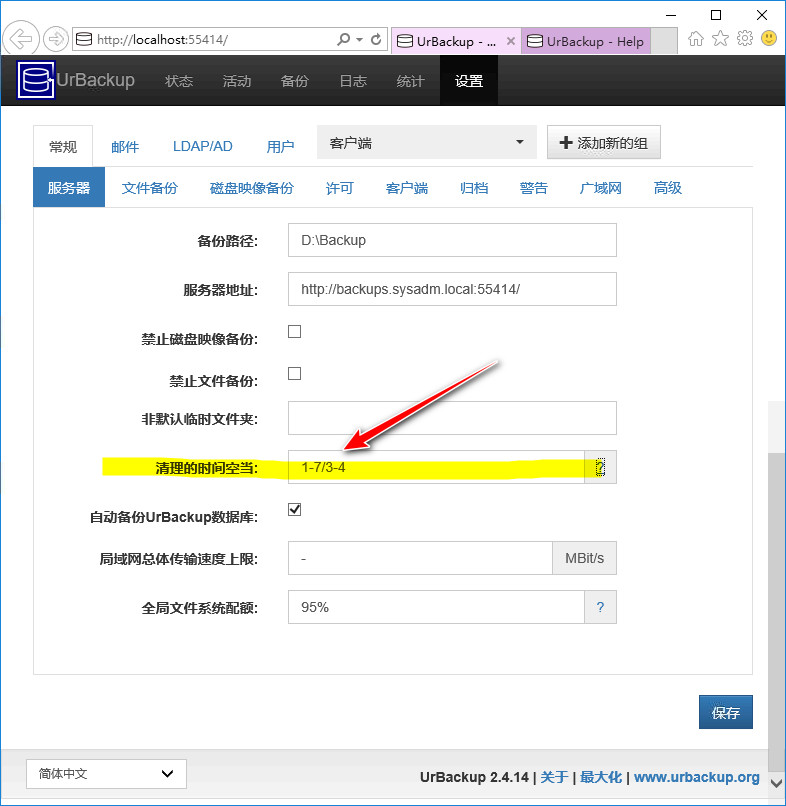 http://localhost:55414/
UrBackup - ...
UrBackup - Help
UrBackup 状态 活动 备份 日志 统计 设置
常规 邮件 LDAP/AD 用户 客户端 添加新的组
服务器 文件备份 磁盘映像备份 许可 客户端 归档 警告 广域网 高级
备份路径: D:\Backup
服务器地址: http://backups.sysadm.local:55414/
禁止磁盘映像备份:
禁止文件备份:
非默认临时文件夹:
清理的时间空当: 1-7/3-4 ?
自动备份UrBackup数据库:
局域网总体传输速度上限: - MBit/s
全局文件系统配额: 95% ?
保存
简体中文 UrBackup 2.4.14 | 关于 | 最大化 | www.urbackup.org